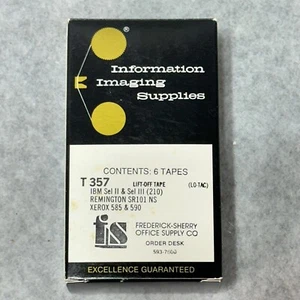 ®
Information
Imaging
Supplies
CONTENTS: 6 TAPES
T 357 LIFT-OFF TAPE (LO-TAC)
IBM Sel II & Sel III (210)
REMINGTON SR101 NS
XEROX 585 & 590
fis
FREDERICK-SHERRY
OFFICE SUPPLY CO
ORDER DESK
EXCELLENCE GUARANTEED